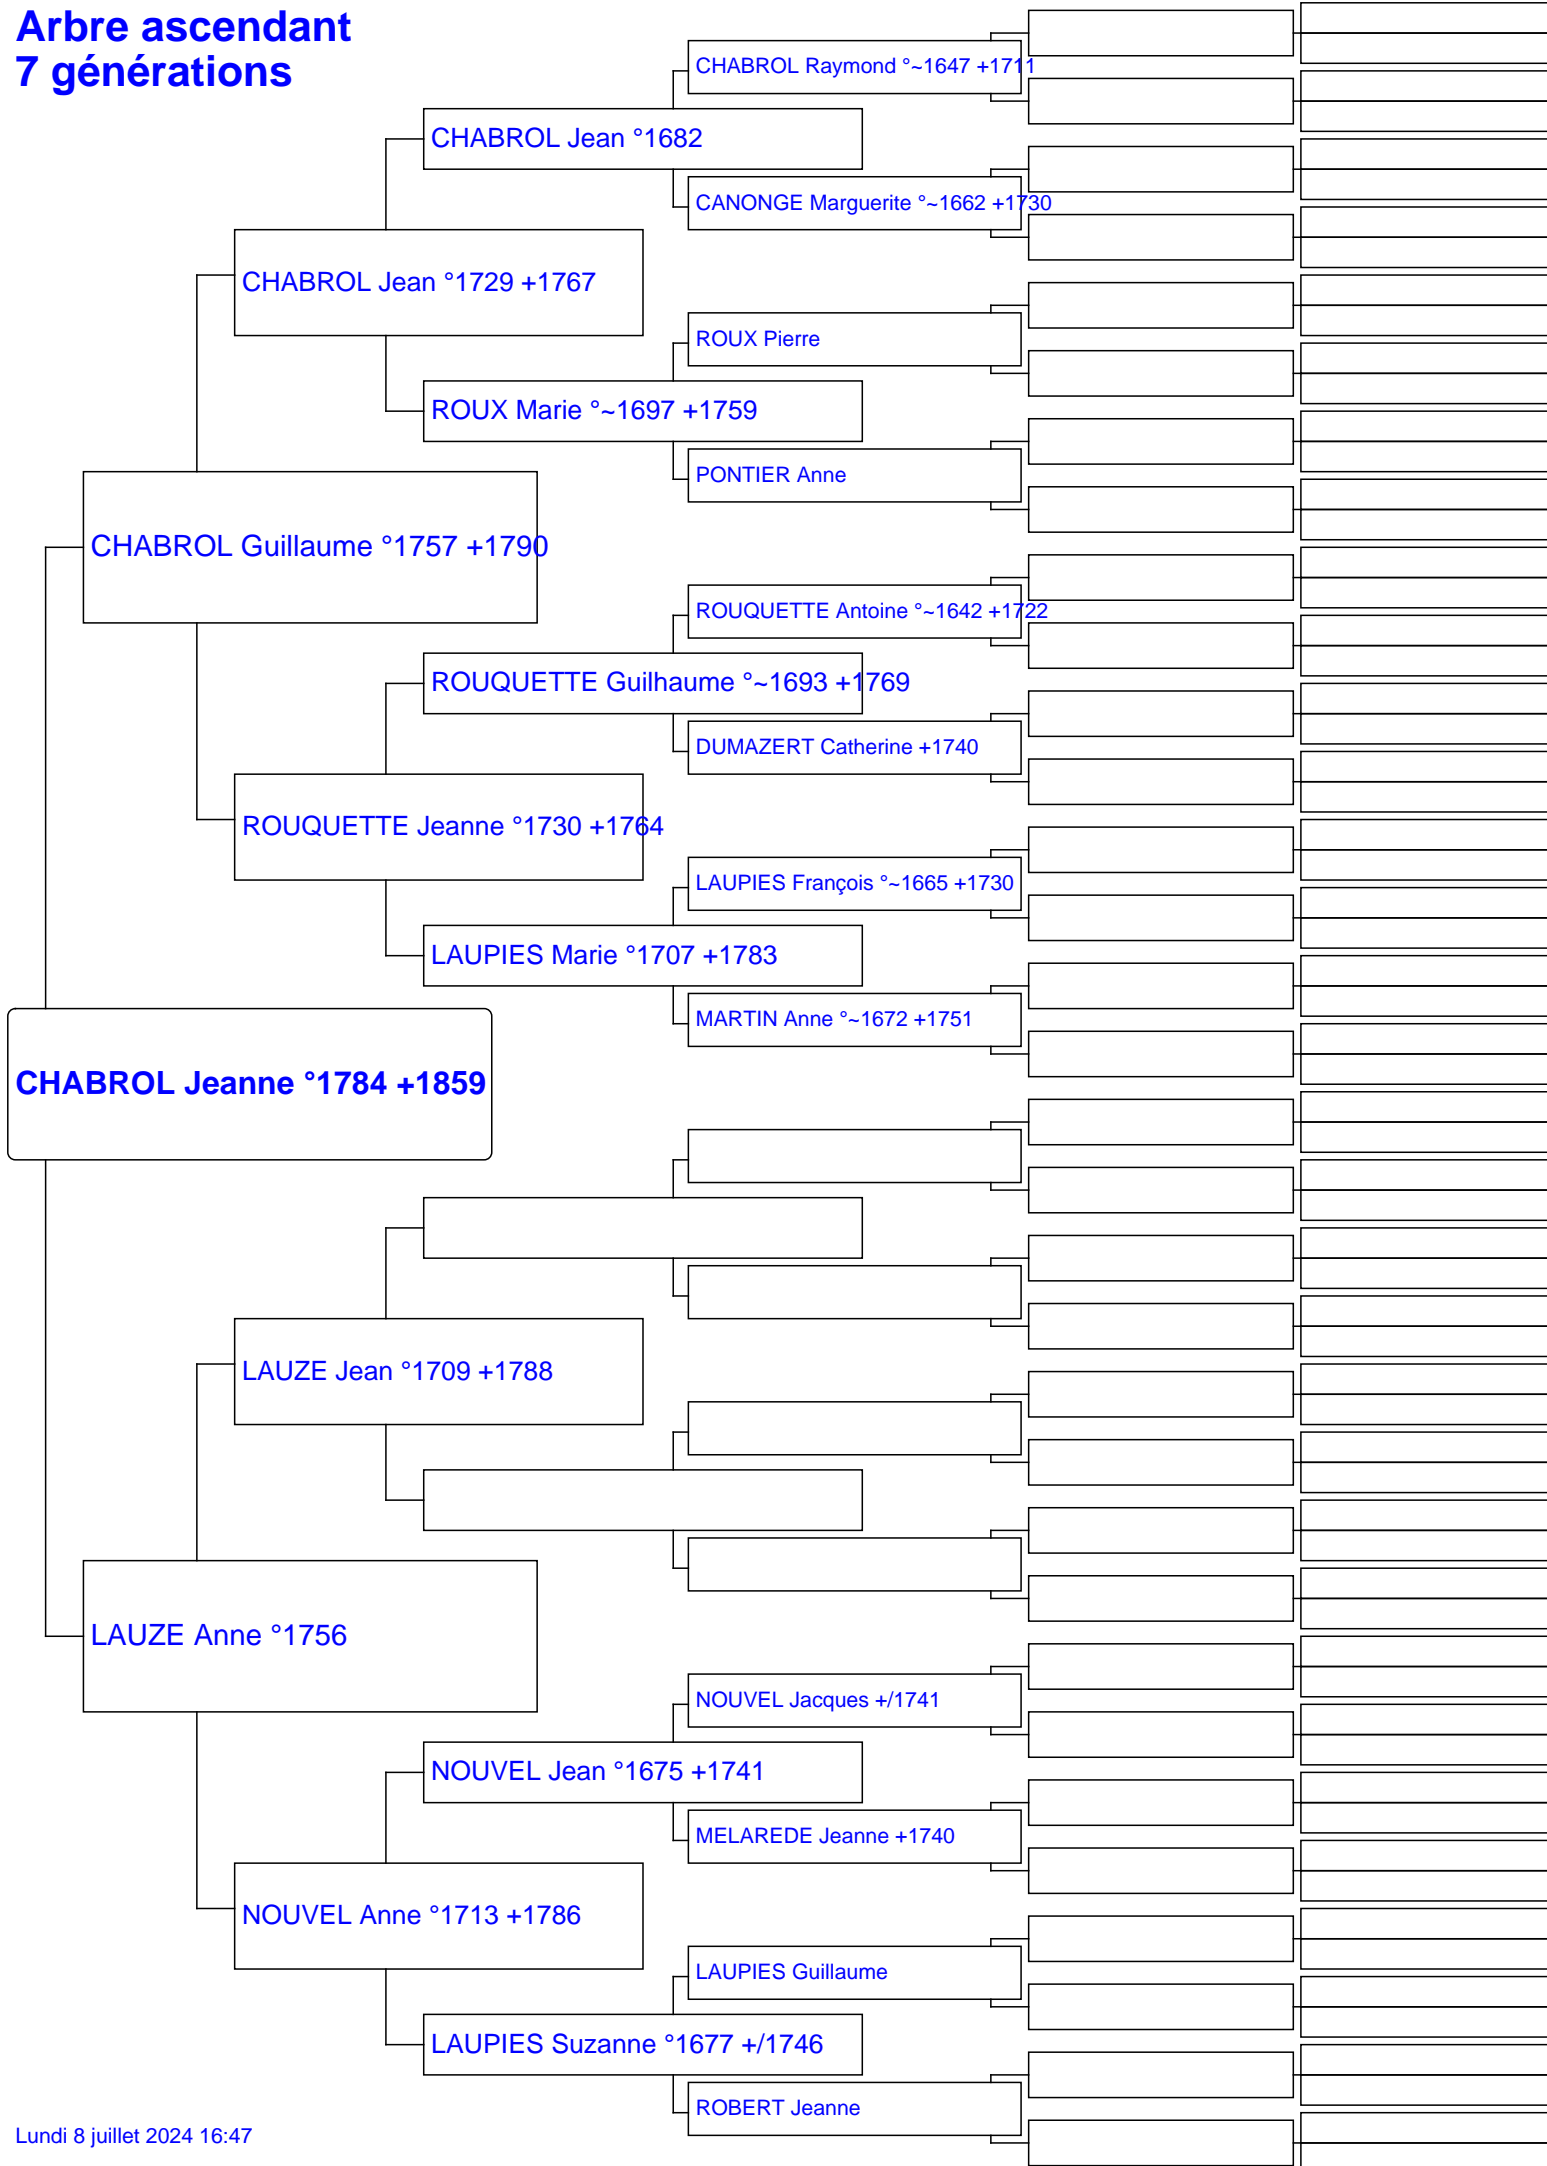 Arbre ascendant
7 générations
CHABROL Raymond °~1647 +1711
CHABROL Jean °1682
CANONGE Marguerite °~1662 +1730
CHABROL Jean °1729 +1767
ROUX Pierre
ROUX Marie °~1697 +1759
PONTIER Anne
CHABROL Guillaume °1757 +1790
ROUQUETTE Antoine °~1642 +1722
ROUQUETTE Guilhaume °~1693 +1769
DUMAZERT Catherine +1740
ROUQUETTE Jeanne °1730 +1764
LAUPIES François °~1665 +1730
LAUPIES Marie °1707 +1783
MARTIN Anne °~1672 +1751
CHABROL Jeanne °1784 +1859
LAUZE Jean °1709 +1788
LAUZE Anne °1756
NOUVEL Jacques +/1741
NOUVEL Jean °1675 +1741
MELAREDE Jeanne +1740
NOUVEL Anne °1713 +1786
LAUPIES Guillaume
LAUPIES Suzanne °1677 +/1746
ROBERT Jeanne
Lundi 8 juillet 2024 16:47